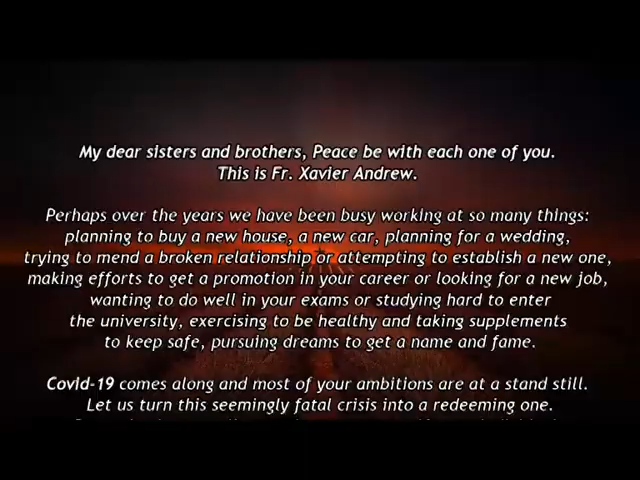 My dear sisters and brothers, Peace be with each one of you.
This is Fr. Xavier Andrew.
Perhaps over the years we have been busy working at so many things:
planning to buy a new house, a new car, planning for a wedding,
trying to mend a broken relationship or attempting to establish a new one,
making efforts to get a promotion in your career or looking for a new job,
wanting to do well in your exams or studying hard to enter
the university, exercising to be healthy and taking supplements
to keep safe, pursuing dreams to get a name and fame.
Covid-19 comes along and most of your ambitions are at a stand still.
Let us turn this seemingly fatal crisis into a redeeming one.